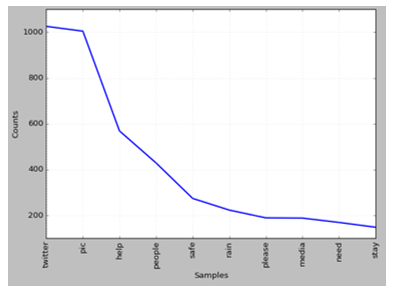 1000
800
600
400
200
Counts
twitter
pic
help
people
safe
rain
please
media
need
stay
Samples